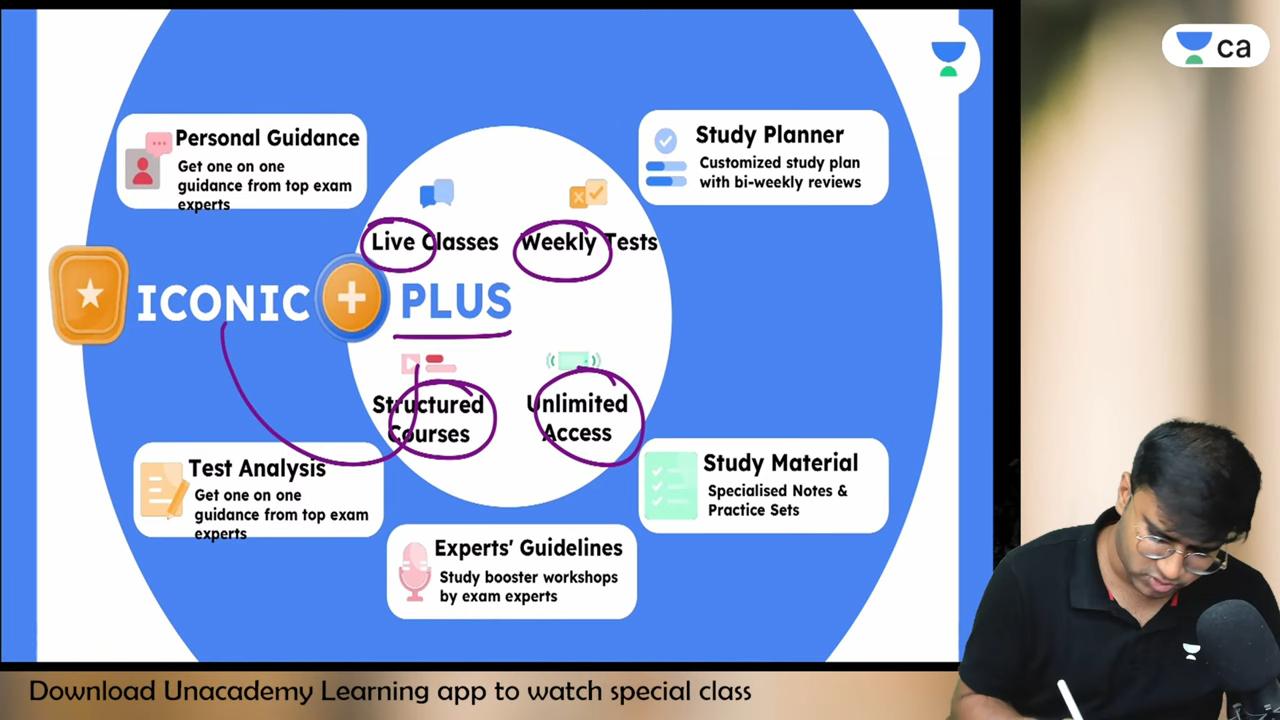 ca
Personal Guidance
Get one on one
guidance from top exam
experts
Study Planner
Customized study plan
with bi-weekly reviews
Live Classes
Weekly Tests
ICONIC
PLUS
Structured
Courses
Unlimited
Access
Test Analysis
Get one on one
guidance from top exam
experts
Study Material
Specialised Notes &
Practice Sets
Experts' Guidelines
Study booster workshops
by exam experts
Download Unacademy Learning app to watch special class